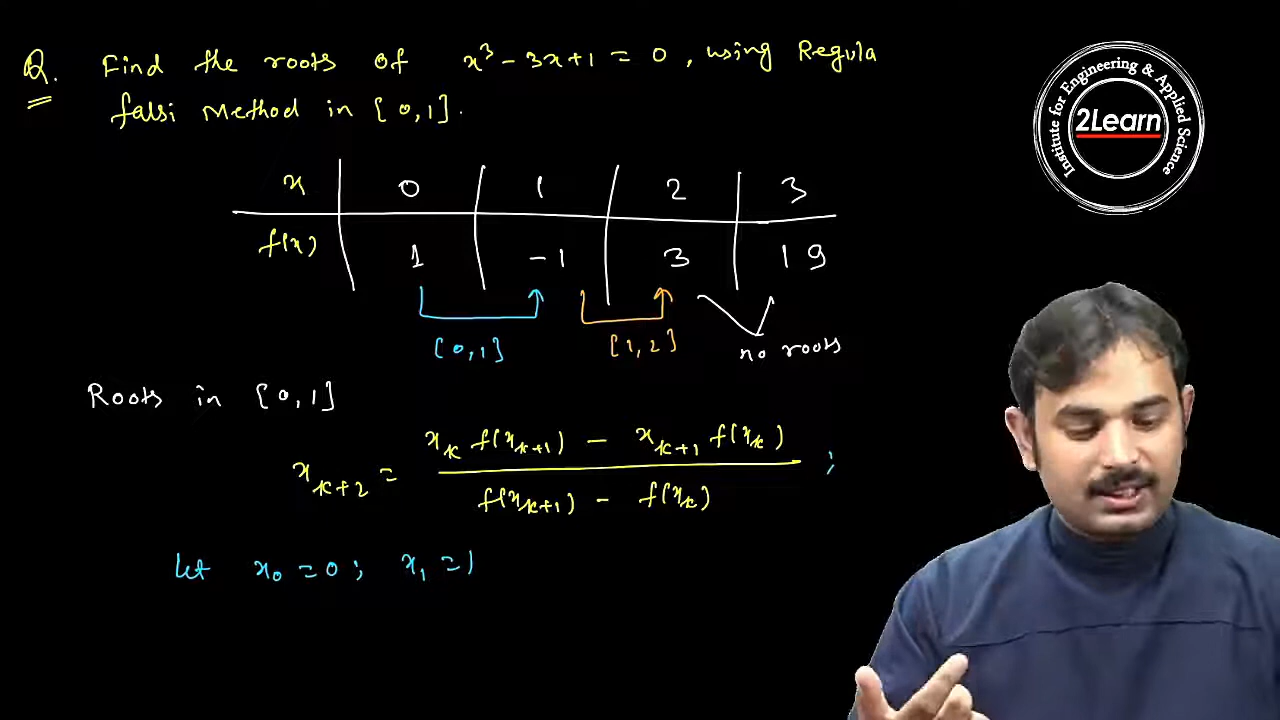 Q. Find the roots of x³ - 3x + 1 = 0, using Regula
falsi Method in [0,1].
x 0 1 2 3
f(x) 1 -1 3 19
[0,1] [1,2] no roots
Roots in [0,1]
xₖ₊₂ = (xₖ f(xₖ₊₁) - xₖ₊₁ f(xₖ)) / (f(xₖ₊₁) - f(xₖ)) ;
let x₀ = 0; x₁ = 1
Institute for Engineering & Applied Science
2Learn